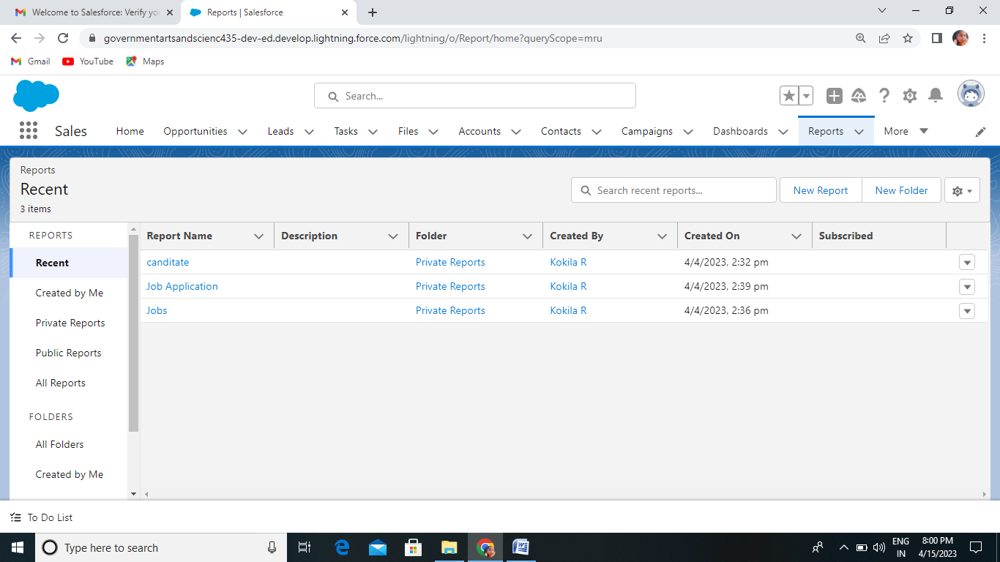 Welcome to Salesforce: Verify yo
Reports | Salesforce
governmentartsandscienc435-dev-ed.develop.lightning.force.com/lightning/o/Report/home?queryScope=mru
Gmail YouTube Maps
Search...
Sales Home Opportunities Leads Tasks Files Accounts Contacts Campaigns Dashboards Reports More
Reports
Recent
3 items
Search recent reports...
New Report
New Folder
REPORTS
Recent
Created by Me
Private Reports
Public Reports
All Reports
FOLDERS
All Folders
Created by Me
Report Name Description Folder Created By Created On Subscribed
canditate Private Reports Kokila R 4/4/2023, 2:32 pm
Job Application Private Reports Kokila R 4/4/2023, 2:39 pm
Jobs Private Reports Kokila R 4/4/2023, 2:36 pm
To Do List
Type here to search
ENG
IN
8:00 PM
4/15/2023